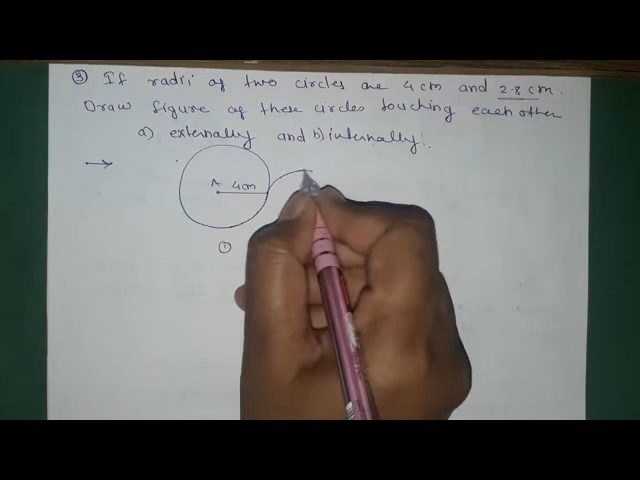 ③ If radii of two circles are 4 cm and 2.8 cm.
Draw figure of these circles touching each other
a) externally and b) internally.
A 4cm
①